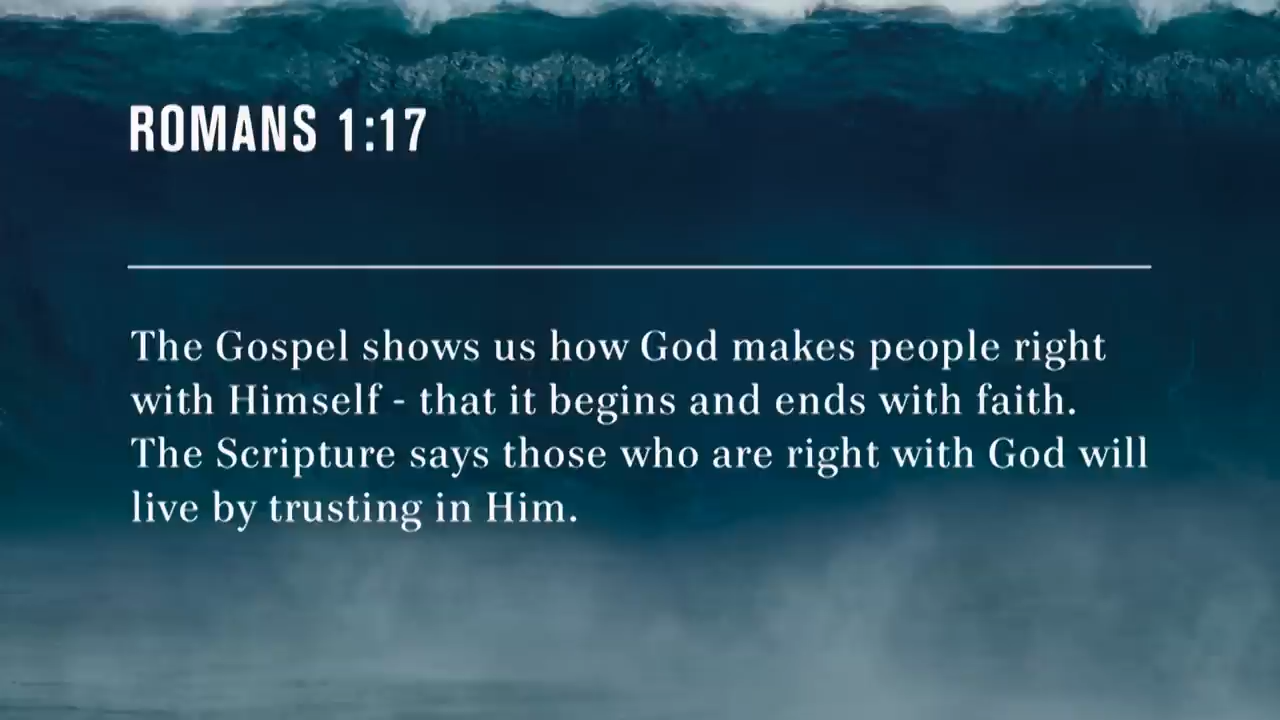 ROMANS 1:17
The Gospel shows us how God makes people right
with Himself - that it begins and ends with faith.
The Scripture says those who are right with God will
live by trusting in Him.